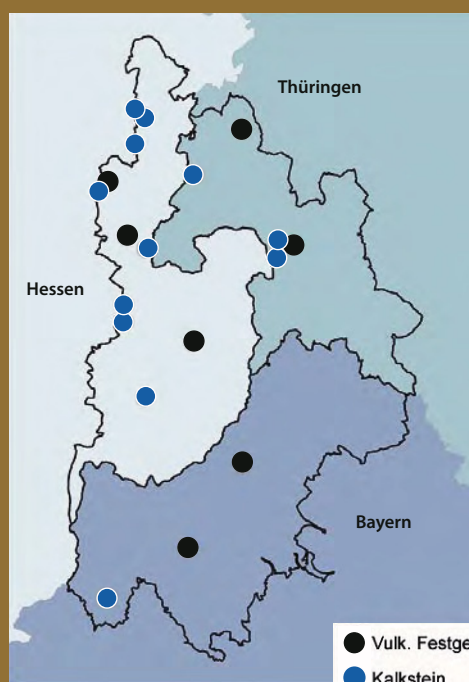 Thüringen
Hessen
Bayern
Vulk. Festge
Kalkstein